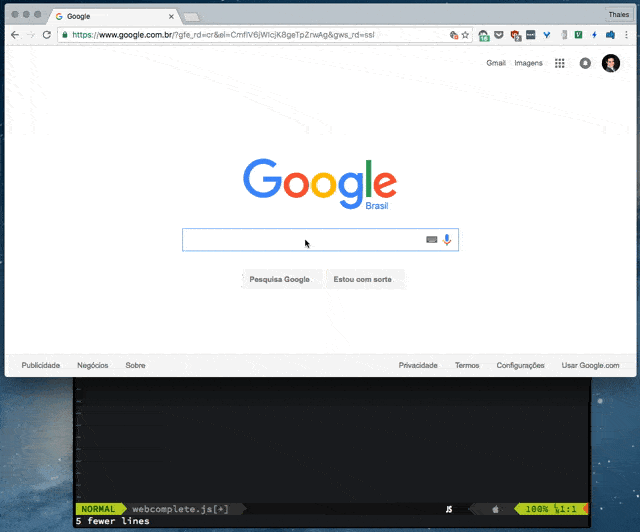 Google
Thales
https://www.google.com.br/?gfe_rd=cr&ei=CmfIV6jWIcjK8geTpZrwAg&gws_rd=ssl
Gmail Imagens
Google
Brasil
Pesquisa Google Estou com sorte
Publicidade Negócios Sobre Privacidade Termos Configurações Usar Google.com
NORMAL webcomplete.js[+] JS 100% 1:1
5 fewer lines